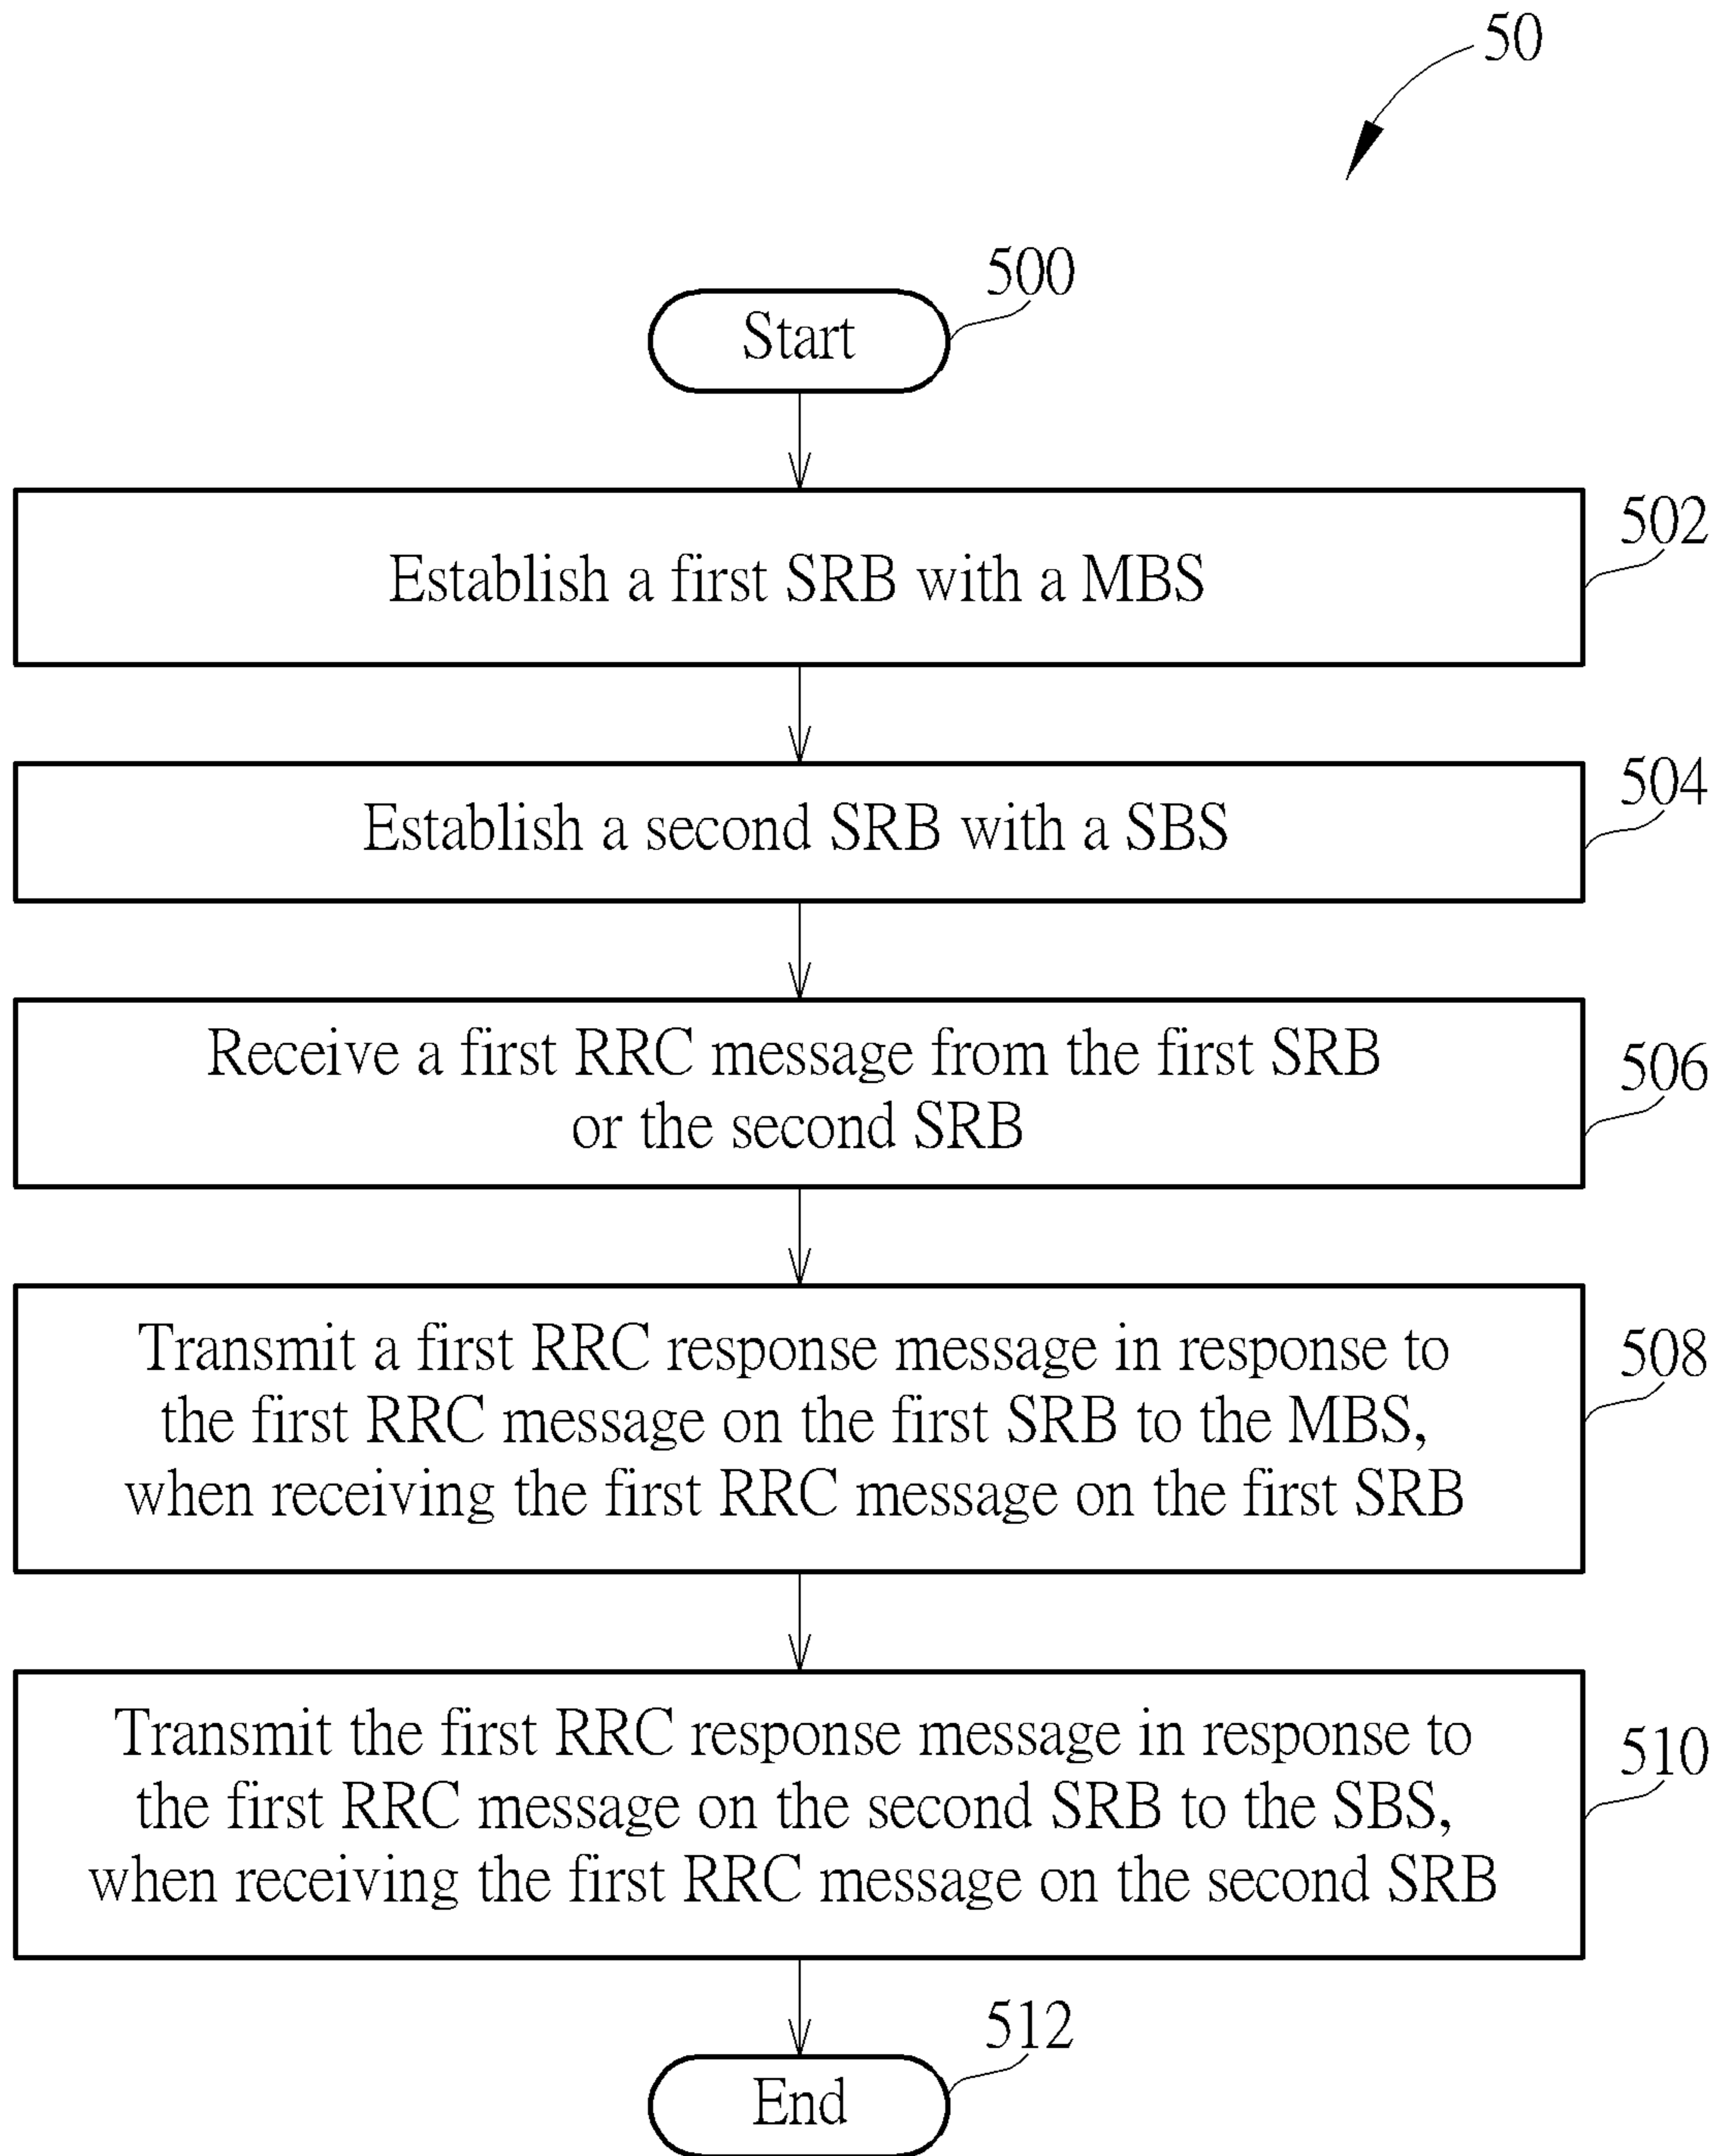 50
500
Start
502
Establish a first SRB with a MBS
504
Establish a second SRB with a SBS
506
Receive a first RRC message from the first SRB
or the second SRB
508
Transmit a first RRC response message in response to
the first RRC message on the first SRB to the MBS,
when receiving the first RRC message on the first SRB
510
Transmit the first RRC response message in response to
the first RRC message on the second SRB to the SBS,
when receiving the first RRC message on the second SRB
512
End